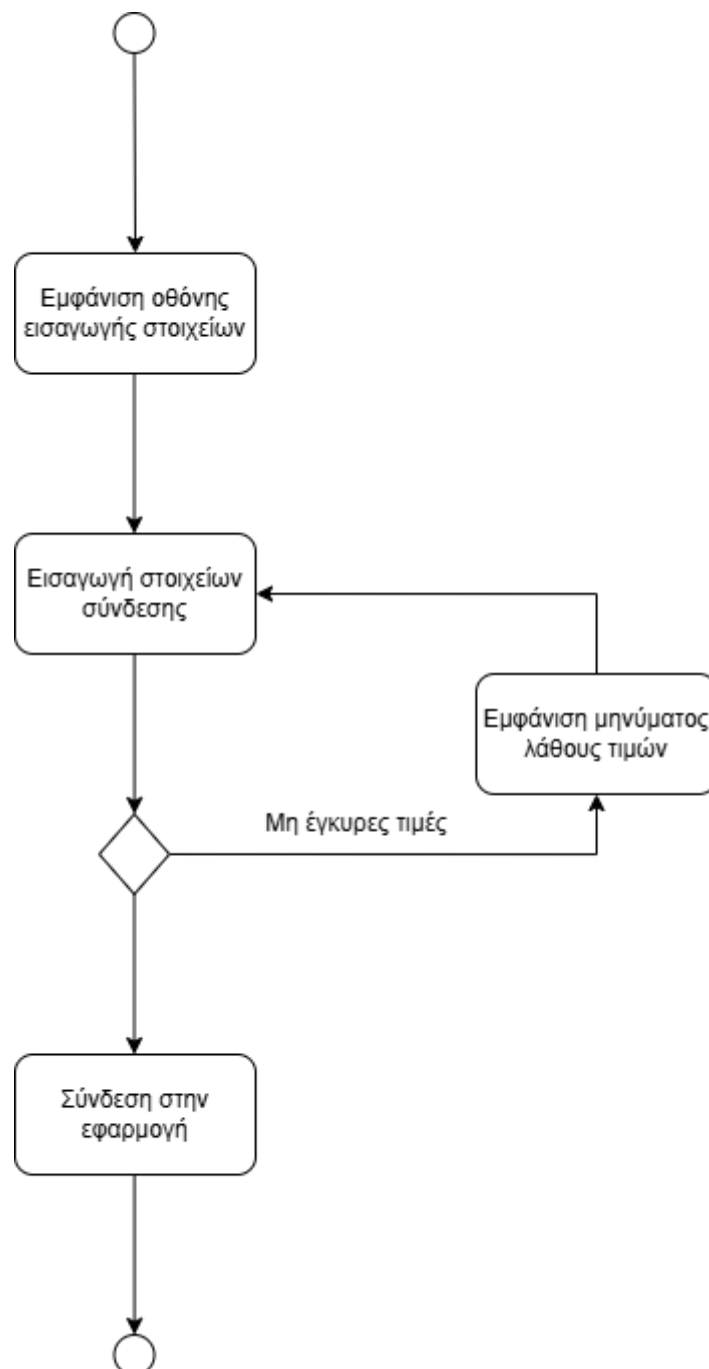 Εμφάνιση οθόνης
εισαγωγής στοιχείων
Εισαγωγή στοιχείων
σύνδεσης
Εμφάνιση μηνύματος
λάθους τιμών
Μη έγκυρες τιμές
Σύνδεση στην
εφαρμογή